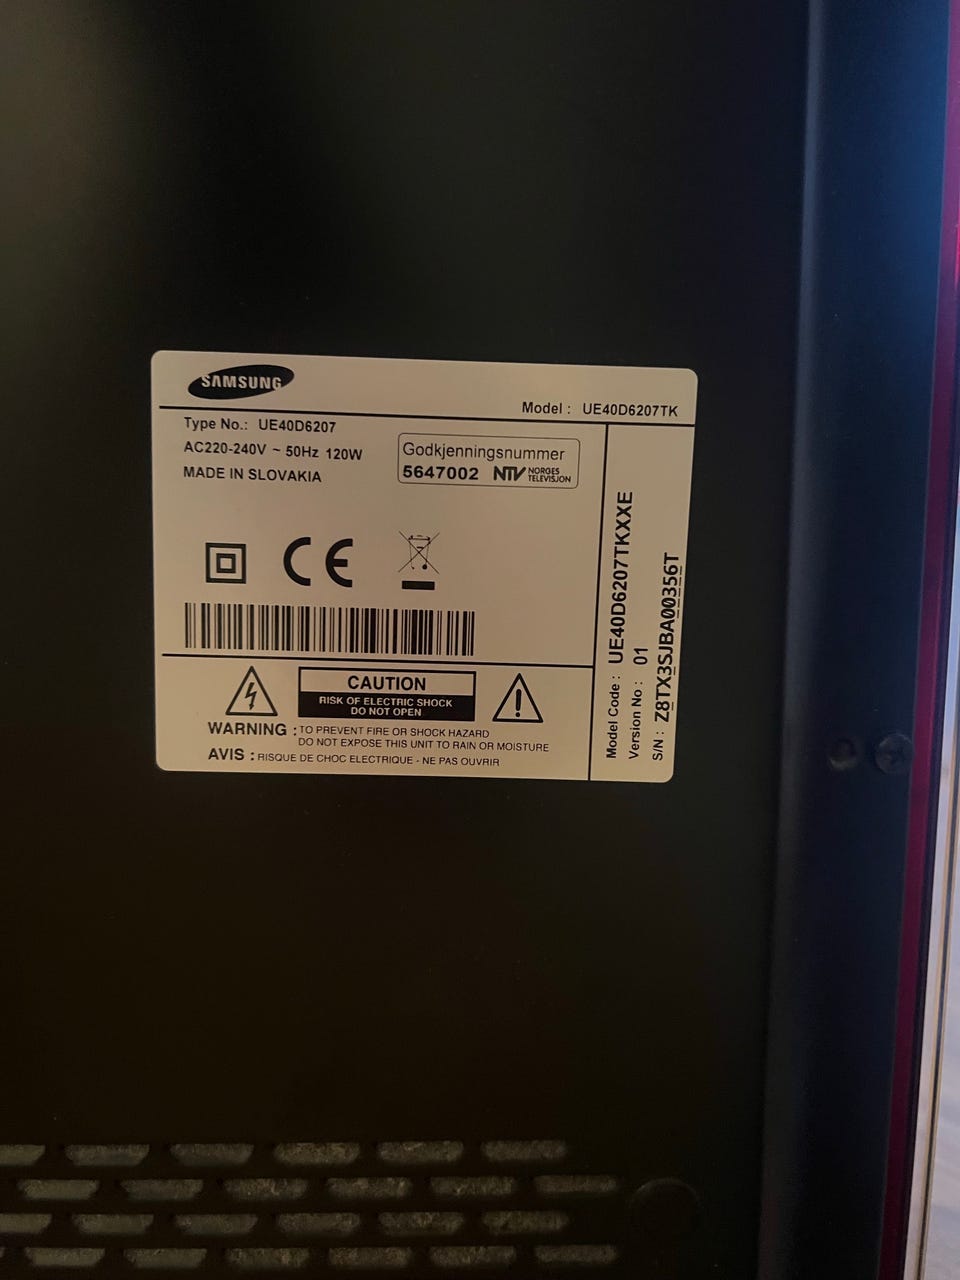 SAMSUNG
Model : UE40D6207TK
Type No.: UE40D6207
AC220-240V ~ 50Hz 120W
MADE IN SLOVAKIA
Godkjenningsnummer
5647002 NTV NORGES TELEVISJON
CE
CAUTION
RISK OF ELECTRIC SHOCK
DO NOT OPEN
WARNING : TO PREVENT FIRE OR SHOCK HAZARD
DO NOT EXPOSE THIS UNIT TO RAIN OR MOISTURE
AVIS : RISQUE DE CHOC ELECTRIQUE - NE PAS OUVRIR
Model Code : UE40D6207TKXXE
Version No : 01
S/N : Z8TX3SJBA00356T